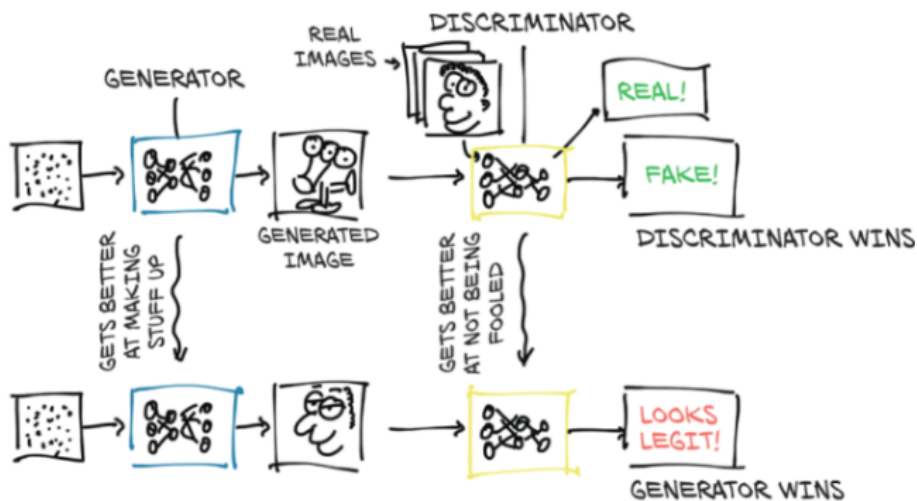 DISCRIMINATOR
REAL
IMAGES
GENERATOR
REAL!
FAKE!
GENERATED
IMAGE
DISCRIMINATOR WINS
GETS BETTER
AT MAKING
STUFF UP
GETS BETTER
AT NOT BEING
FOOLED
LOOKS
LEGIT!
GENERATOR WINS